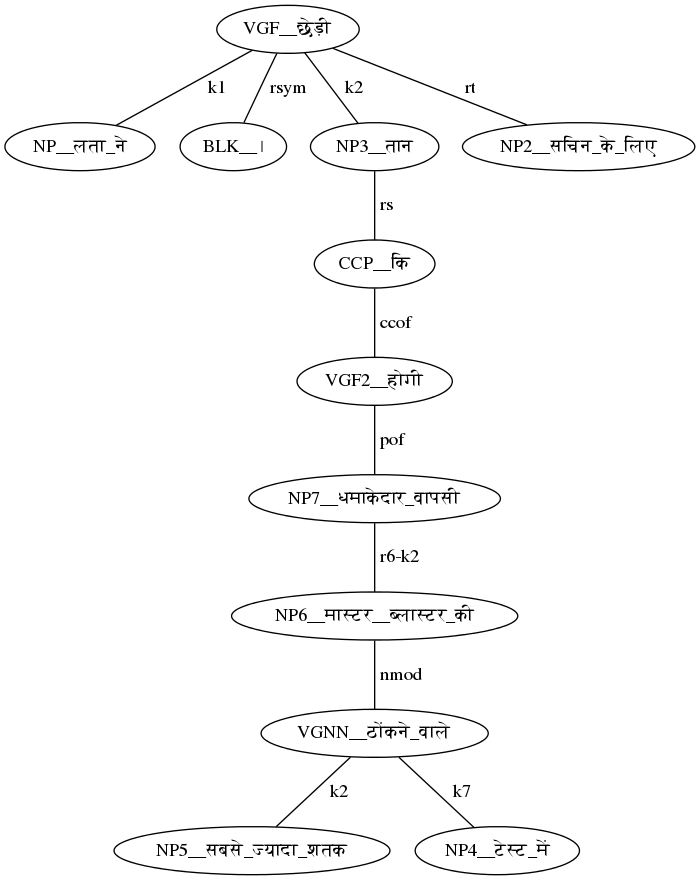 VGF__छेड़ी
k1
rsym
k2
rt
NP__लता_ने
BLK__।
NP3__तान
NP2__सचिन_के_लिए
rs
CCP__कि
ccof
VGF2__होगी
pof
NP7__धमाकेदार_वापसी
r6-k2
NP6__मास्टर__ब्लास्टर_की
nmod
VGNN__ठोंकने_वाले
k2
k7
NP5__सबसे_ज्यादा_शतक
NP4__टेस्ट_में